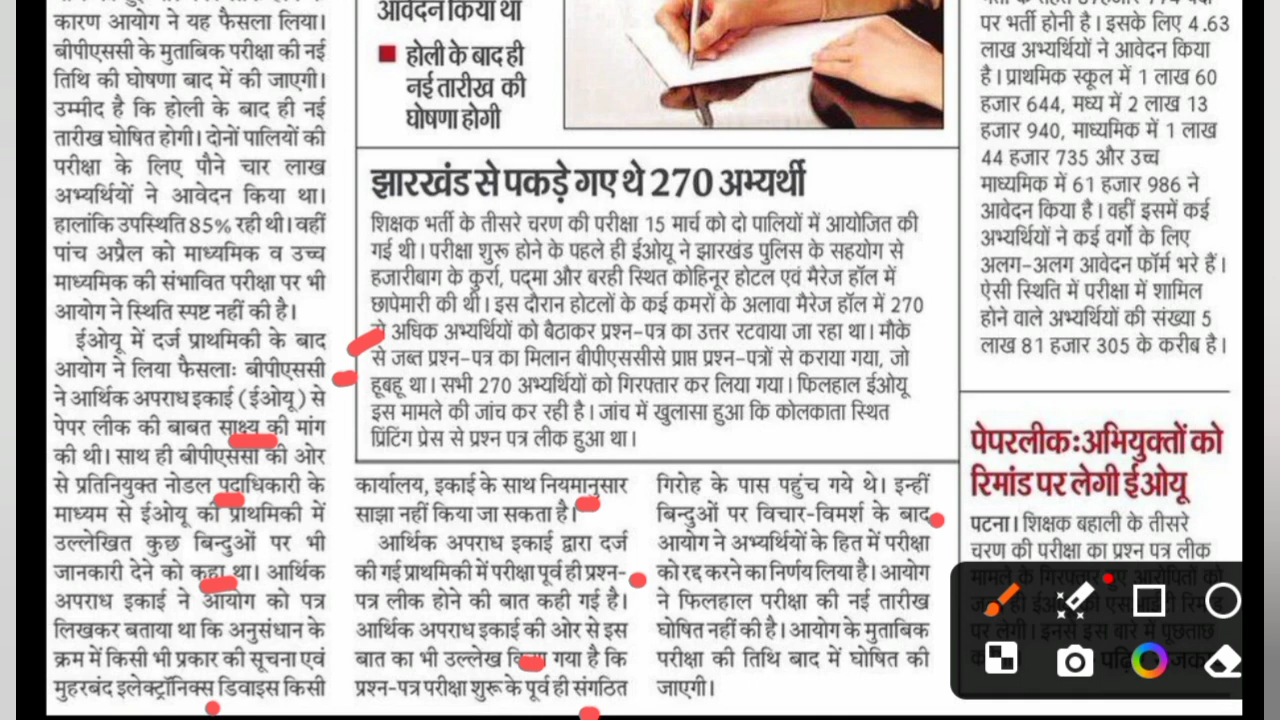 कारण आयोग ने यह फैसला लिया।
बीपीएससी के मुताबिक परीक्षा की नई
तिथि की घोषणा बाद में की जाएगी।
उम्मीद है कि होली के बाद ही नई
तारीख घोषित होगी। दोनों पालियों की
परीक्षा के लिए पौने चार लाख
अभ्यर्थियों ने आवेदन किया था।
हालांकि उपस्थिति 85% रही थी। वहीं
पांच अप्रैल को माध्यमिक व उच्च
माध्यमिक की संभावित परीक्षा पर भी
आयोग ने स्थिति स्पष्ट नहीं की है।
ईओयू में दर्ज प्राथमिकी के बाद
आयोग ने लिया फैसलाः बीपीएससी
ने आर्थिक अपराध इकाई (ईओयू) से
पेपर लीक की बाबत साक्ष्य की मांग
की थी। साथ ही बीपीएससी की ओर
से प्रतिनियुक्त नोडल पदाधिकारी के
माध्यम से ईओयू की प्राथमिकी में
उल्लेखित कुछ बिन्दुओं पर भी
जानकारी देने को कहा था। आर्थिक
अपराध इकाई ने आयोग को पत्र
लिखकर बताया था कि अनुसंधान के
क्रम में किसी भी प्रकार की सूचना एवं
मुहरबंद इलेक्ट्रॉनिक्स डिवाइस किसी
आवेदन किया था
होली के बाद ही
नई तारीख की
घोषणा होगी
झारखंड से पकड़े गए थे 270 अभ्यर्थी
शिक्षक भर्ती के तीसरे चरण की परीक्षा 15 मार्च को दो पालियों में आयोजित की
गई थी। परीक्षा शुरू होने के पहले ही ईओयू ने झारखंड पुलिस के सहयोग से
हजारीबाग के कुर्रा, पद्मा और बरही स्थित कोहिनूर होटल एवं मैरेज हॉल में
छापेमारी की थी। इस दौरान होटलों के कई कमरों के अलावा मैरेज हॉल में 270
से अधिक अभ्यर्थियों को बैठाकर प्रश्न-पत्र का उत्तर रटवाया जा रहा था। मौके
से जब्त प्रश्न-पत्र का मिलान बीपीएससीसे प्राप्त प्रश्न-पत्रों से कराया गया, जो
हूबहू था। सभी 270 अभ्यर्थियों को गिरफ्तार कर लिया गया। फिलहाल ईओयू
इस मामले की जांच कर रही है। जांच में खुलासा हुआ कि कोलकाता स्थित
प्रिंटिंग प्रेस से प्रश्न पत्र लीक हुआ था।
कार्यालय, इकाई के साथ नियमानुसार
साझा नहीं किया जा सकता है।
आर्थिक अपराध इकाई द्वारा दर्ज
की गई प्राथमिकी में परीक्षा पूर्व ही प्रश्न-
पत्र लीक होने की बात कही गई है।
आर्थिक अपराध इकाई की ओर से इस
बात का भी उल्लेख किया गया है कि
प्रश्न-पत्र परीक्षा शुरू के पूर्व ही संगठित
गिरोह के पास पहुंच गये थे। इन्हीं
बिन्दुओं पर विचार-विमर्श के बाद
आयोग ने अभ्यर्थियों के हित में परीक्षा
को रद्द करने का निर्णय लिया है। आयोग
ने फिलहाल परीक्षा की नई तारीख
घोषित नहीं की है। आयोग के मुताबिक
परीक्षा की तिथि बाद में घोषित की
जाएगी।
पर भर्ती होनी है। इसके लिए 4.63
लाख अभ्यर्थियों ने आवेदन किया
है। प्राथमिक स्कूल में 1 लाख 60
हजार 644, मध्य में 2 लाख 13
हजार 940, माध्यमिक में 1 लाख
44 हजार 735 और उच्च
माध्यमिक में 61 हजार 986 ने
आवेदन किया है। वहीं इसमें कई
अभ्यर्थियों ने कई वर्गो के लिए
अलग-अलग आवेदन फॉर्म भरे हैं।
ऐसी स्थिति में परीक्षा में शामिल
होने वाले अभ्यर्थियों की संख्या 5
लाख 81 हजार 305 के करीब है।
पेपरलीक:अभियुक्तों को
रिमांड पर लेगी ईओयू
पटना। शिक्षक बहाली के तीसरे
चरण की परीक्षा का प्रश्न पत्र लीक
मामले के गिरफ्तार हुए आरोपितों को
पर लेगी। इनसे इस बारे में पूछताछ